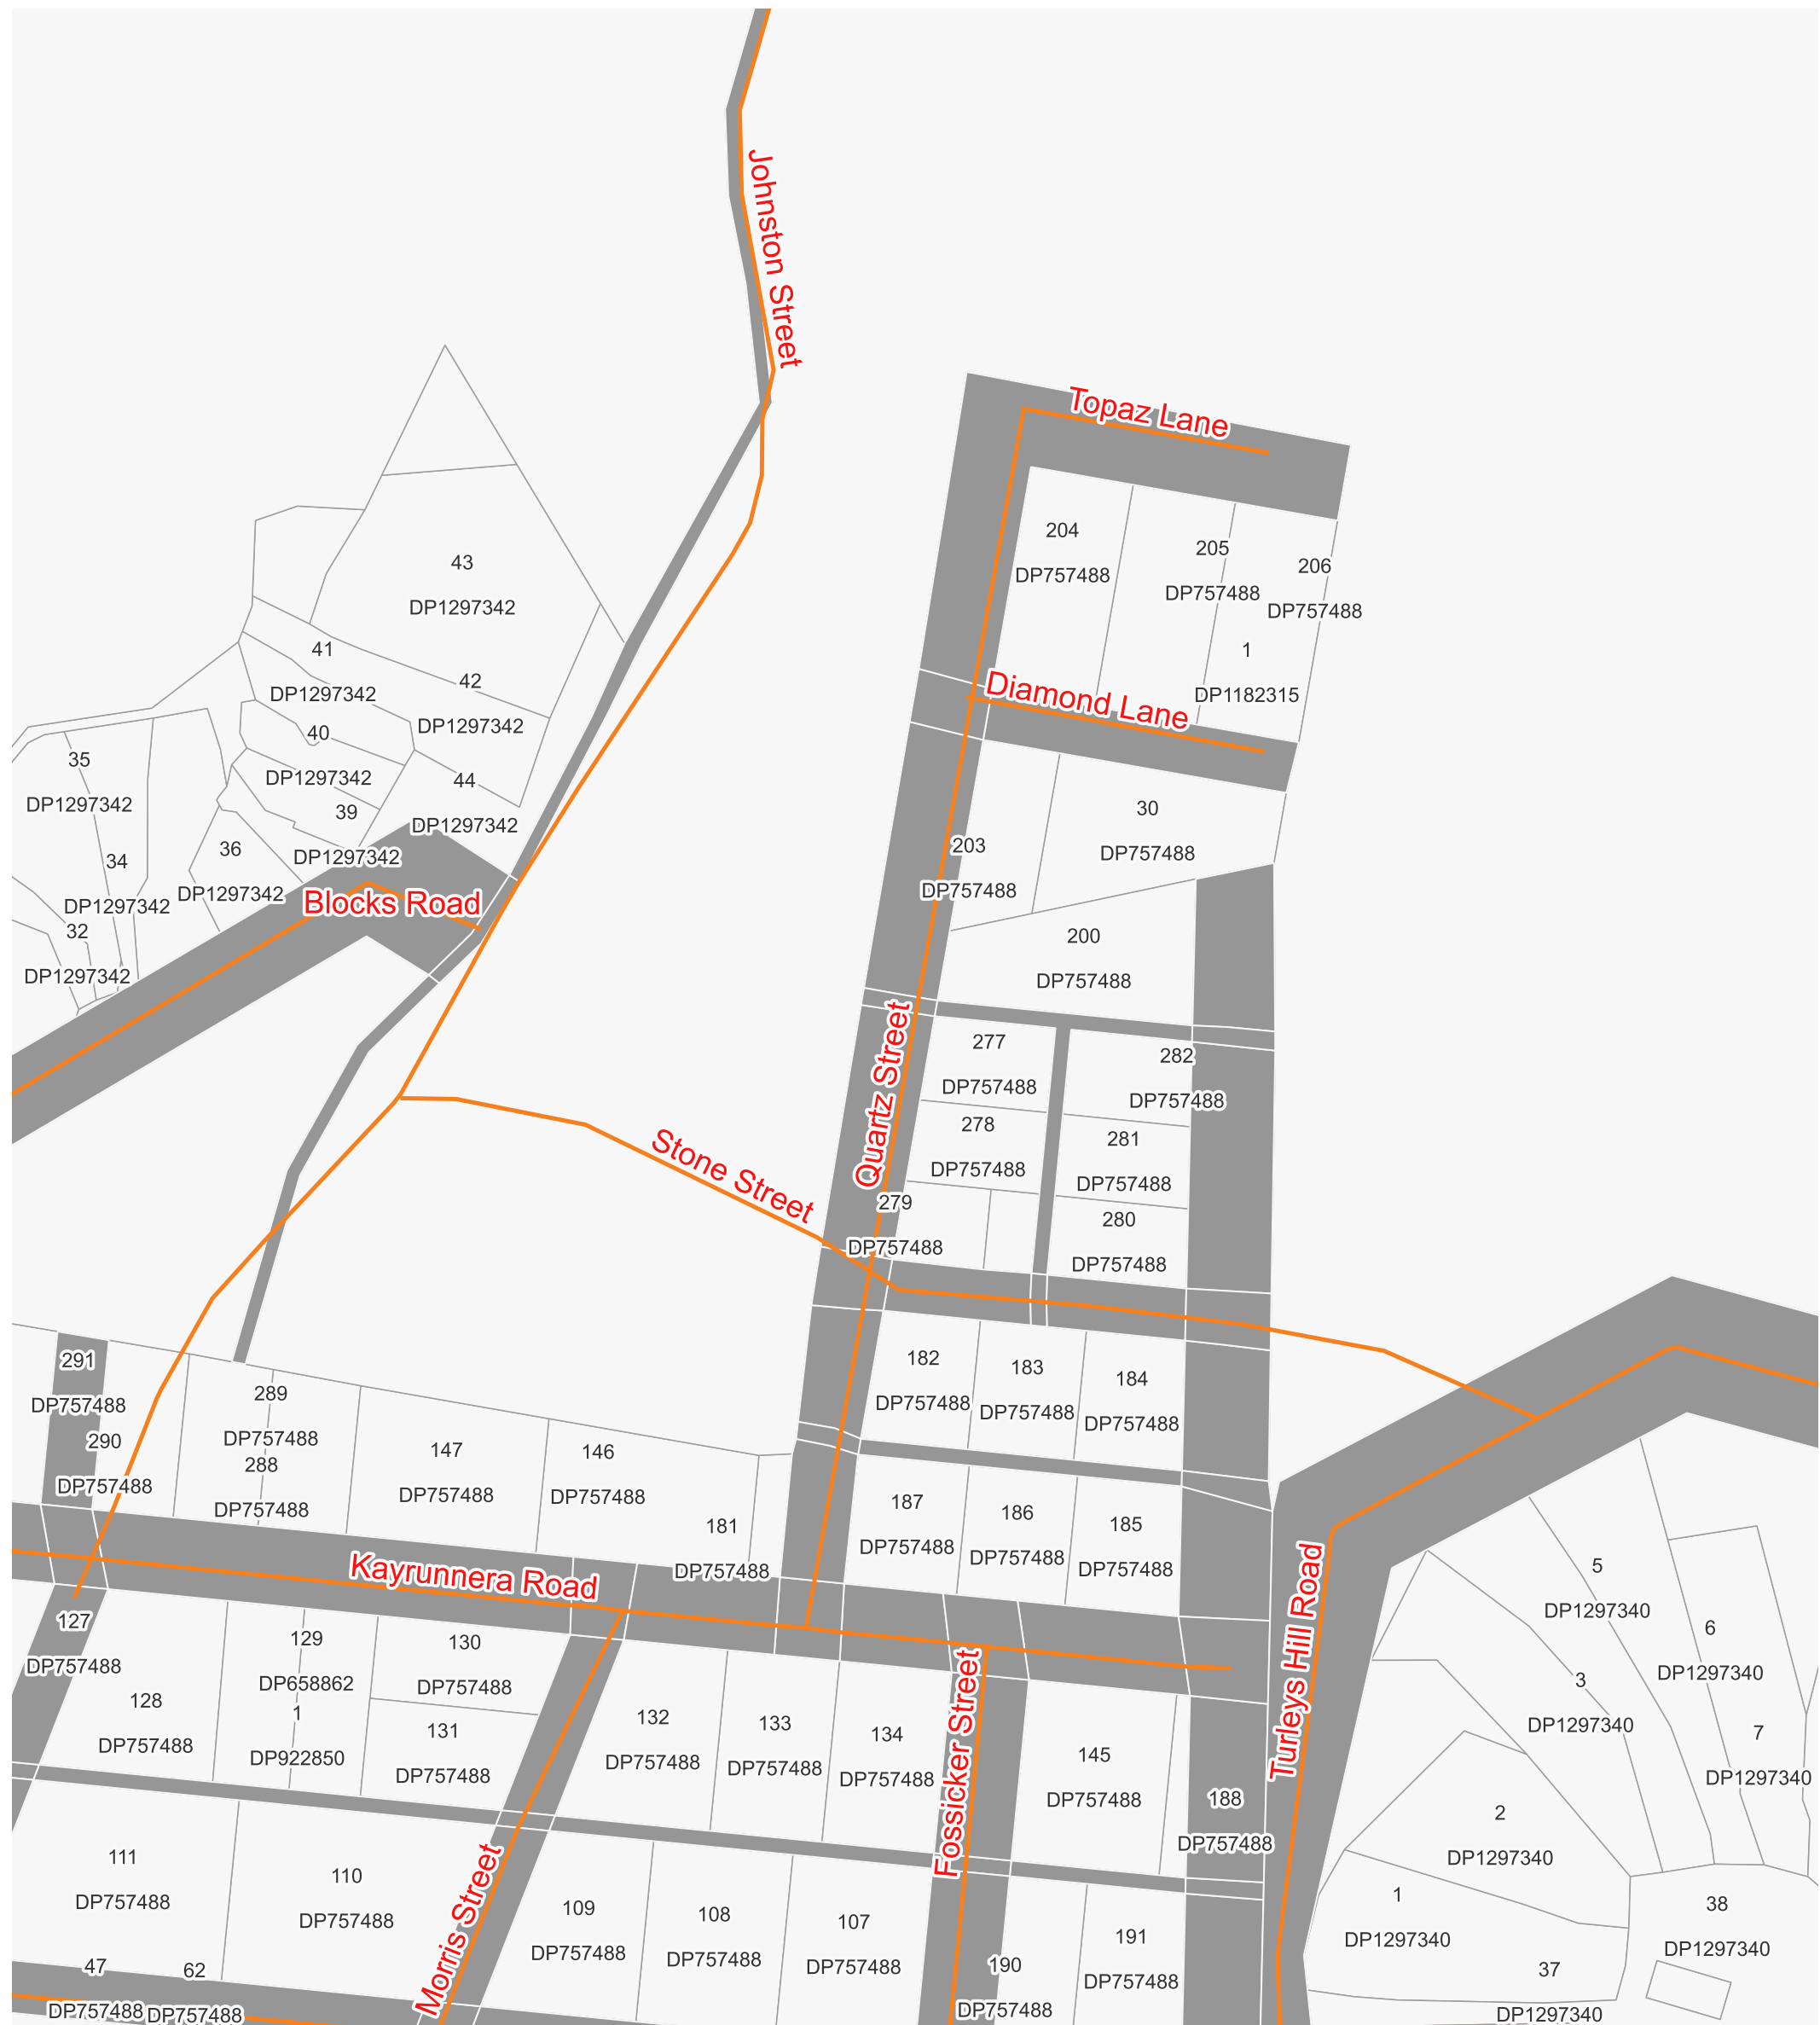 Johnston Street
Topaz Lane
204
DP757488
205
DP757488
206
DP757488
1
DP1182315
Diamond Lane
43
DP1297342
41
DP1297342
42
DP1297342
40
DP1297342
44
DP1297342
39
DP1297342
35
DP1297342
34
DP1297342
36
DP1297342
32
DP1297342
Blocks Road
30
DP757488
203
DP757488
200
DP757488
Quartz Street
277
DP757488
282
DP757488
278
DP757488
281
DP757488
279
DP757488
280
DP757488
Stone Street
182
DP757488
183
DP757488
184
DP757488
291
DP757488
290
DP757488
289
DP757488
288
DP757488
147
DP757488
146
DP757488
181
DP757488
187
DP757488
186
DP757488
185
DP757488
Kayrunnera Road
Turleys Hill Road
5
DP1297340
6
DP1297340
3
DP1297340
7
DP1297340
2
DP1297340
1
DP1297340
38
DP1297340
37
DP1297340
127
DP757488
128
DP757488
129
DP658862
1
DP922850
130
DP757488
131
DP757488
132
DP757488
133
DP757488
134
DP757488
Fossicker Street
145
DP757488
188
DP757488
111
DP757488
110
DP757488
Morris Street
109
DP757488
108
DP757488
107
DP757488
190
DP757488
191
DP757488
47
DP757488
62
DP757488